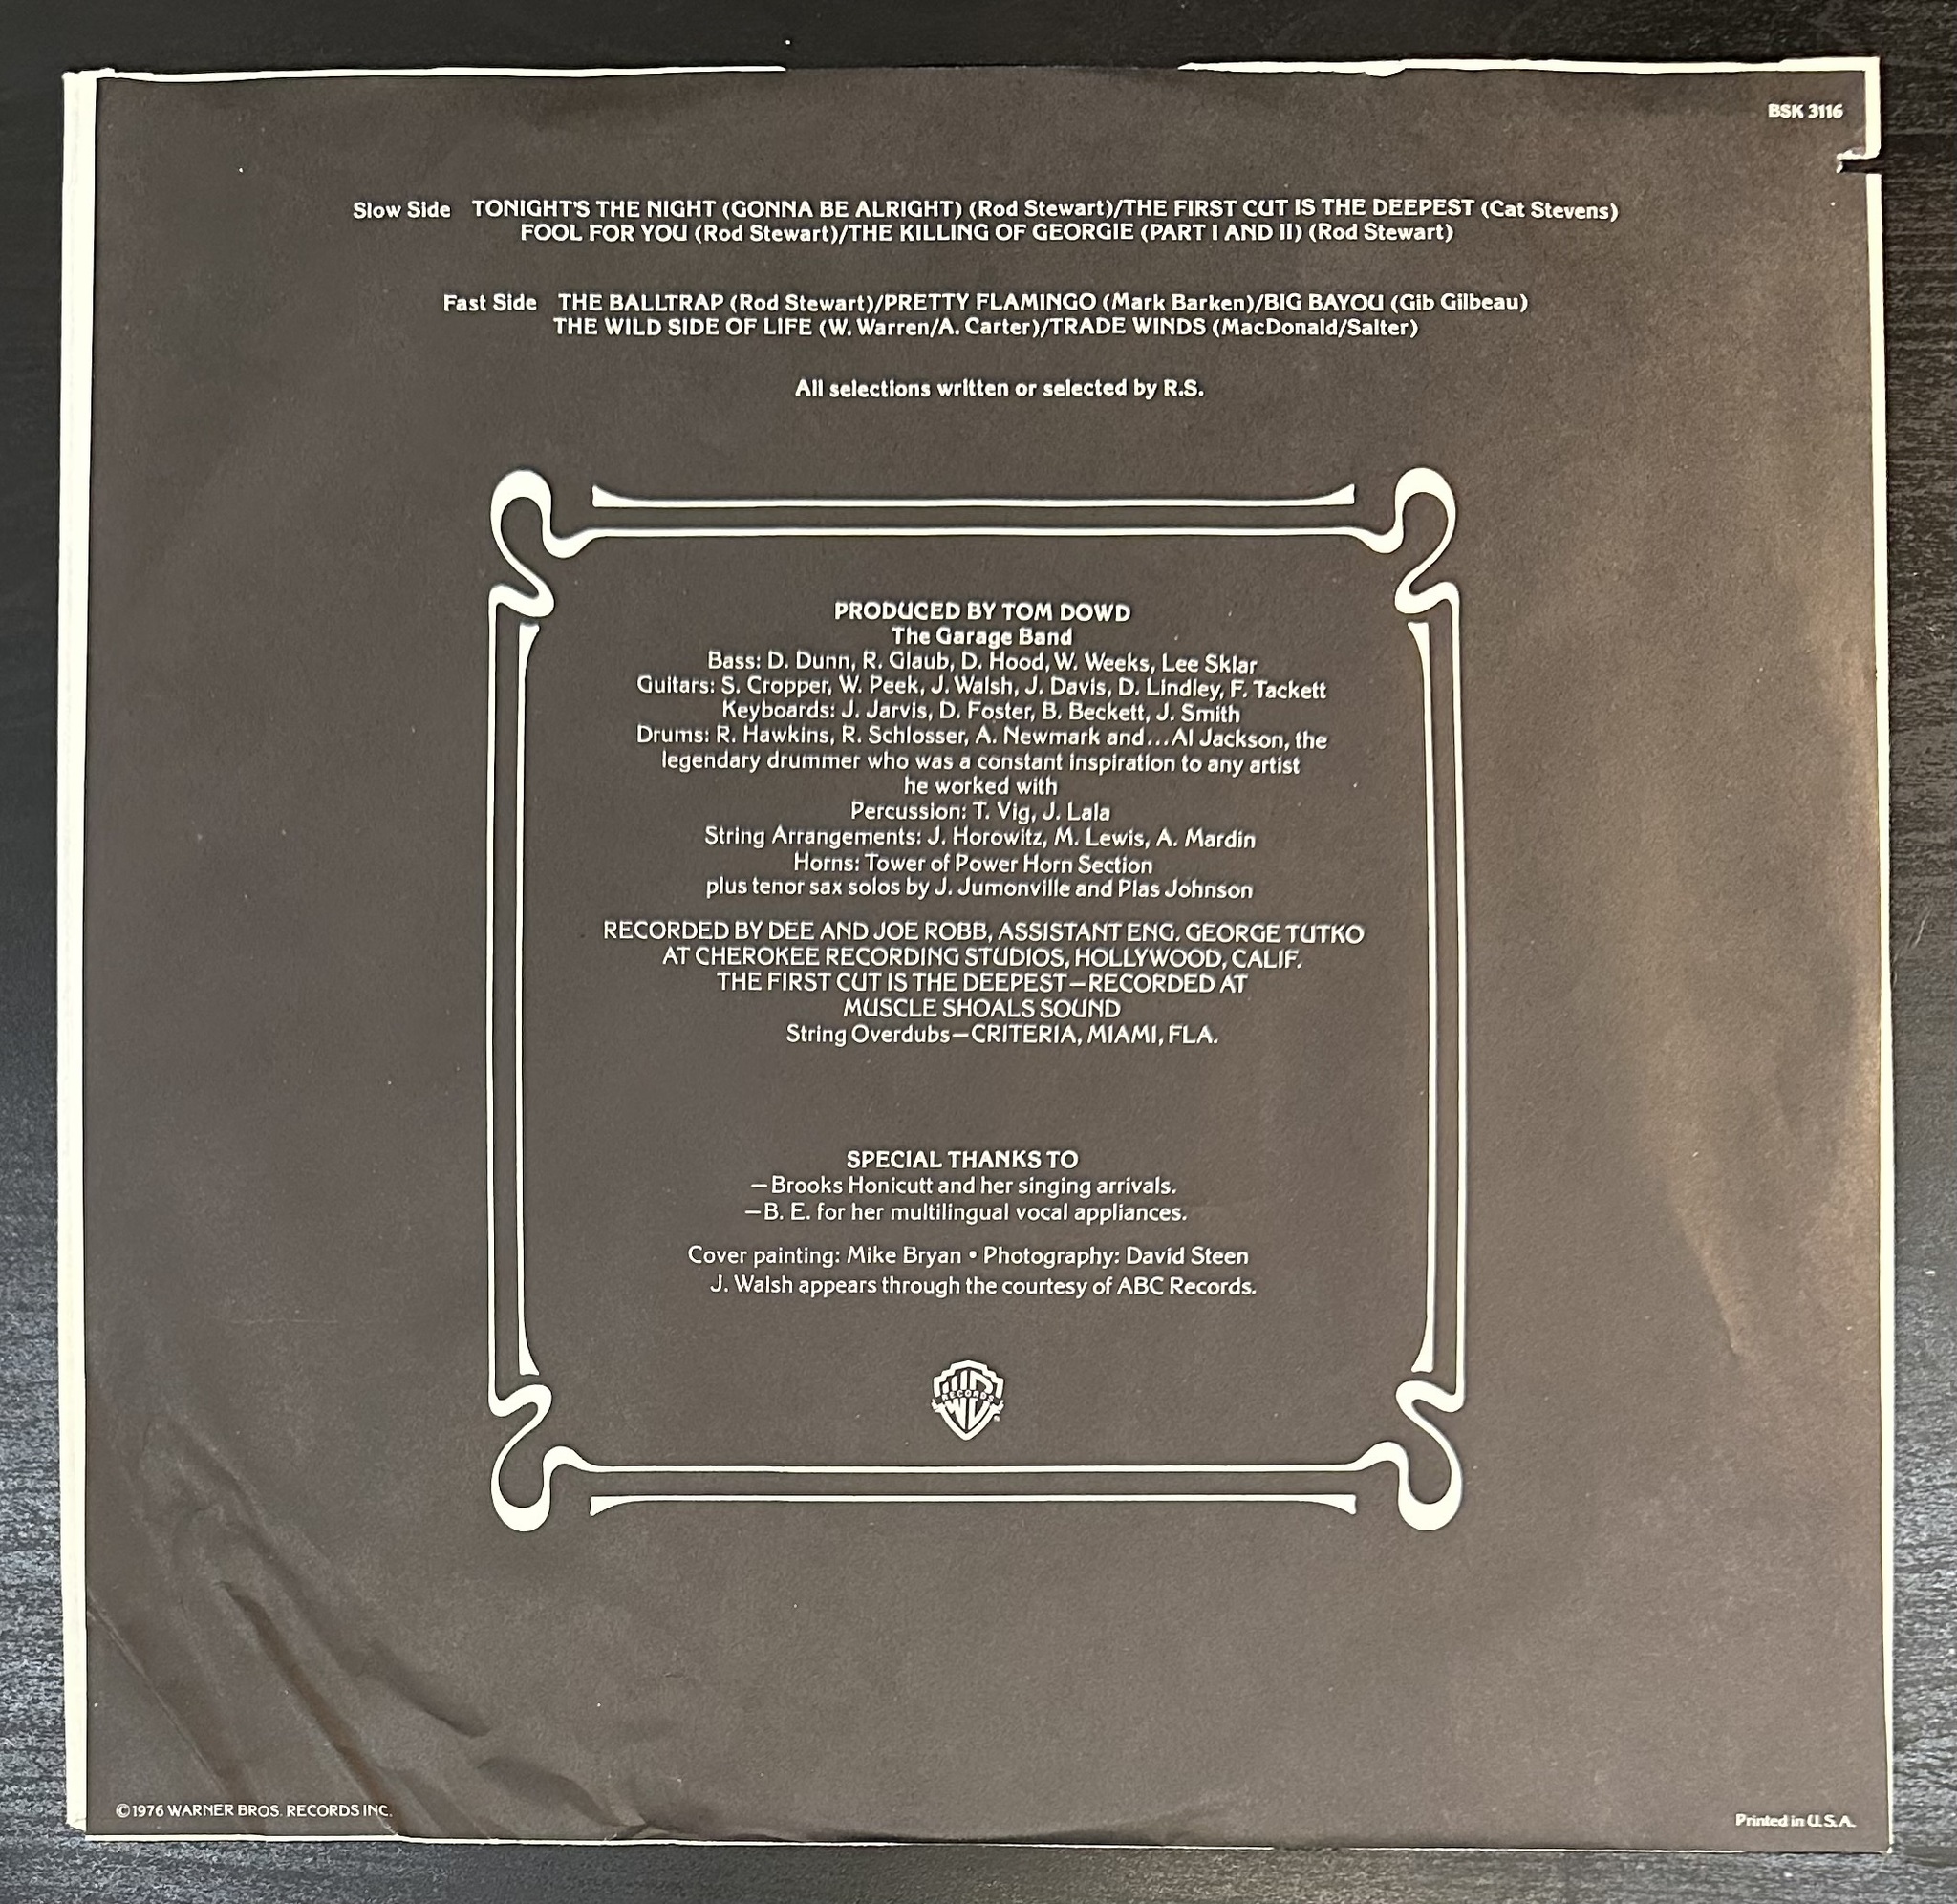 BSK 3116
Slow Side TONIGHT'S THE NIGHT (GONNA BE ALRIGHT) (Rod Stewart)/THE FIRST CUT IS THE DEEPEST (Cat Stevens)
FOOL FOR YOU (Rod Stewart)/THE KILLING OF GEORGIE (PART I AND II) (Rod Stewart)
Fast Side THE BALLTRAP (Rod Stewart)/PRETTY FLAMINGO (Mark Barken)/BIG BAYOU (Gib Gilbeau)
THE WILD SIDE OF LIFE (W. Warren/A. Carter)/TRADE WINDS (MacDonald/Salter)
All selections written or selected by R.S.
PRODUCED BY TOM DOWD
The Garage Band
Bass: D. Dunn, R. Glaub, D. Hood, W. Weeks, Lee Sklar
Guitars: S. Cropper, W. Peek, J. Walsh, J. Davis, D. Lindley, F. Tackett
Keyboards: J. Jarvis, D. Foster, B. Beckett, J. Smith
Drums: R. Hawkins, R. Schlosser, A. Newmark and...Al Jackson, the
legendary drummer who was a constant inspiration to any artist
he worked with
Percussion: T. Vig, J. Lala
String Arrangements: J. Horowitz, M. Lewis, A. Mardin
Horns: Tower of Power Horn Section
plus tenor sax solos by J. Jumonville and Plas Johnson
RECORDED BY DEE AND JOE ROBB, ASSISTANT ENG. GEORGE TUTKO
AT CHEROKEE RECORDING STUDIOS, HOLLYWOOD, CALIF.
THE FIRST CUT IS THE DEEPEST—RECORDED AT
MUSCLE SHOALS SOUND
String Overdubs—CRITERIA, MIAMI, FLA.
SPECIAL THANKS TO
—Brooks Honicutt and her singing arrivals.
—B. E. for her multilingual vocal appliances.
Cover painting: Mike Bryan • Photography: David Steen
J. Walsh appears through the courtesy of ABC Records.
WB RECORDS
©1976 WARNER BROS. RECORDS INC.
Printed in U.S.A.